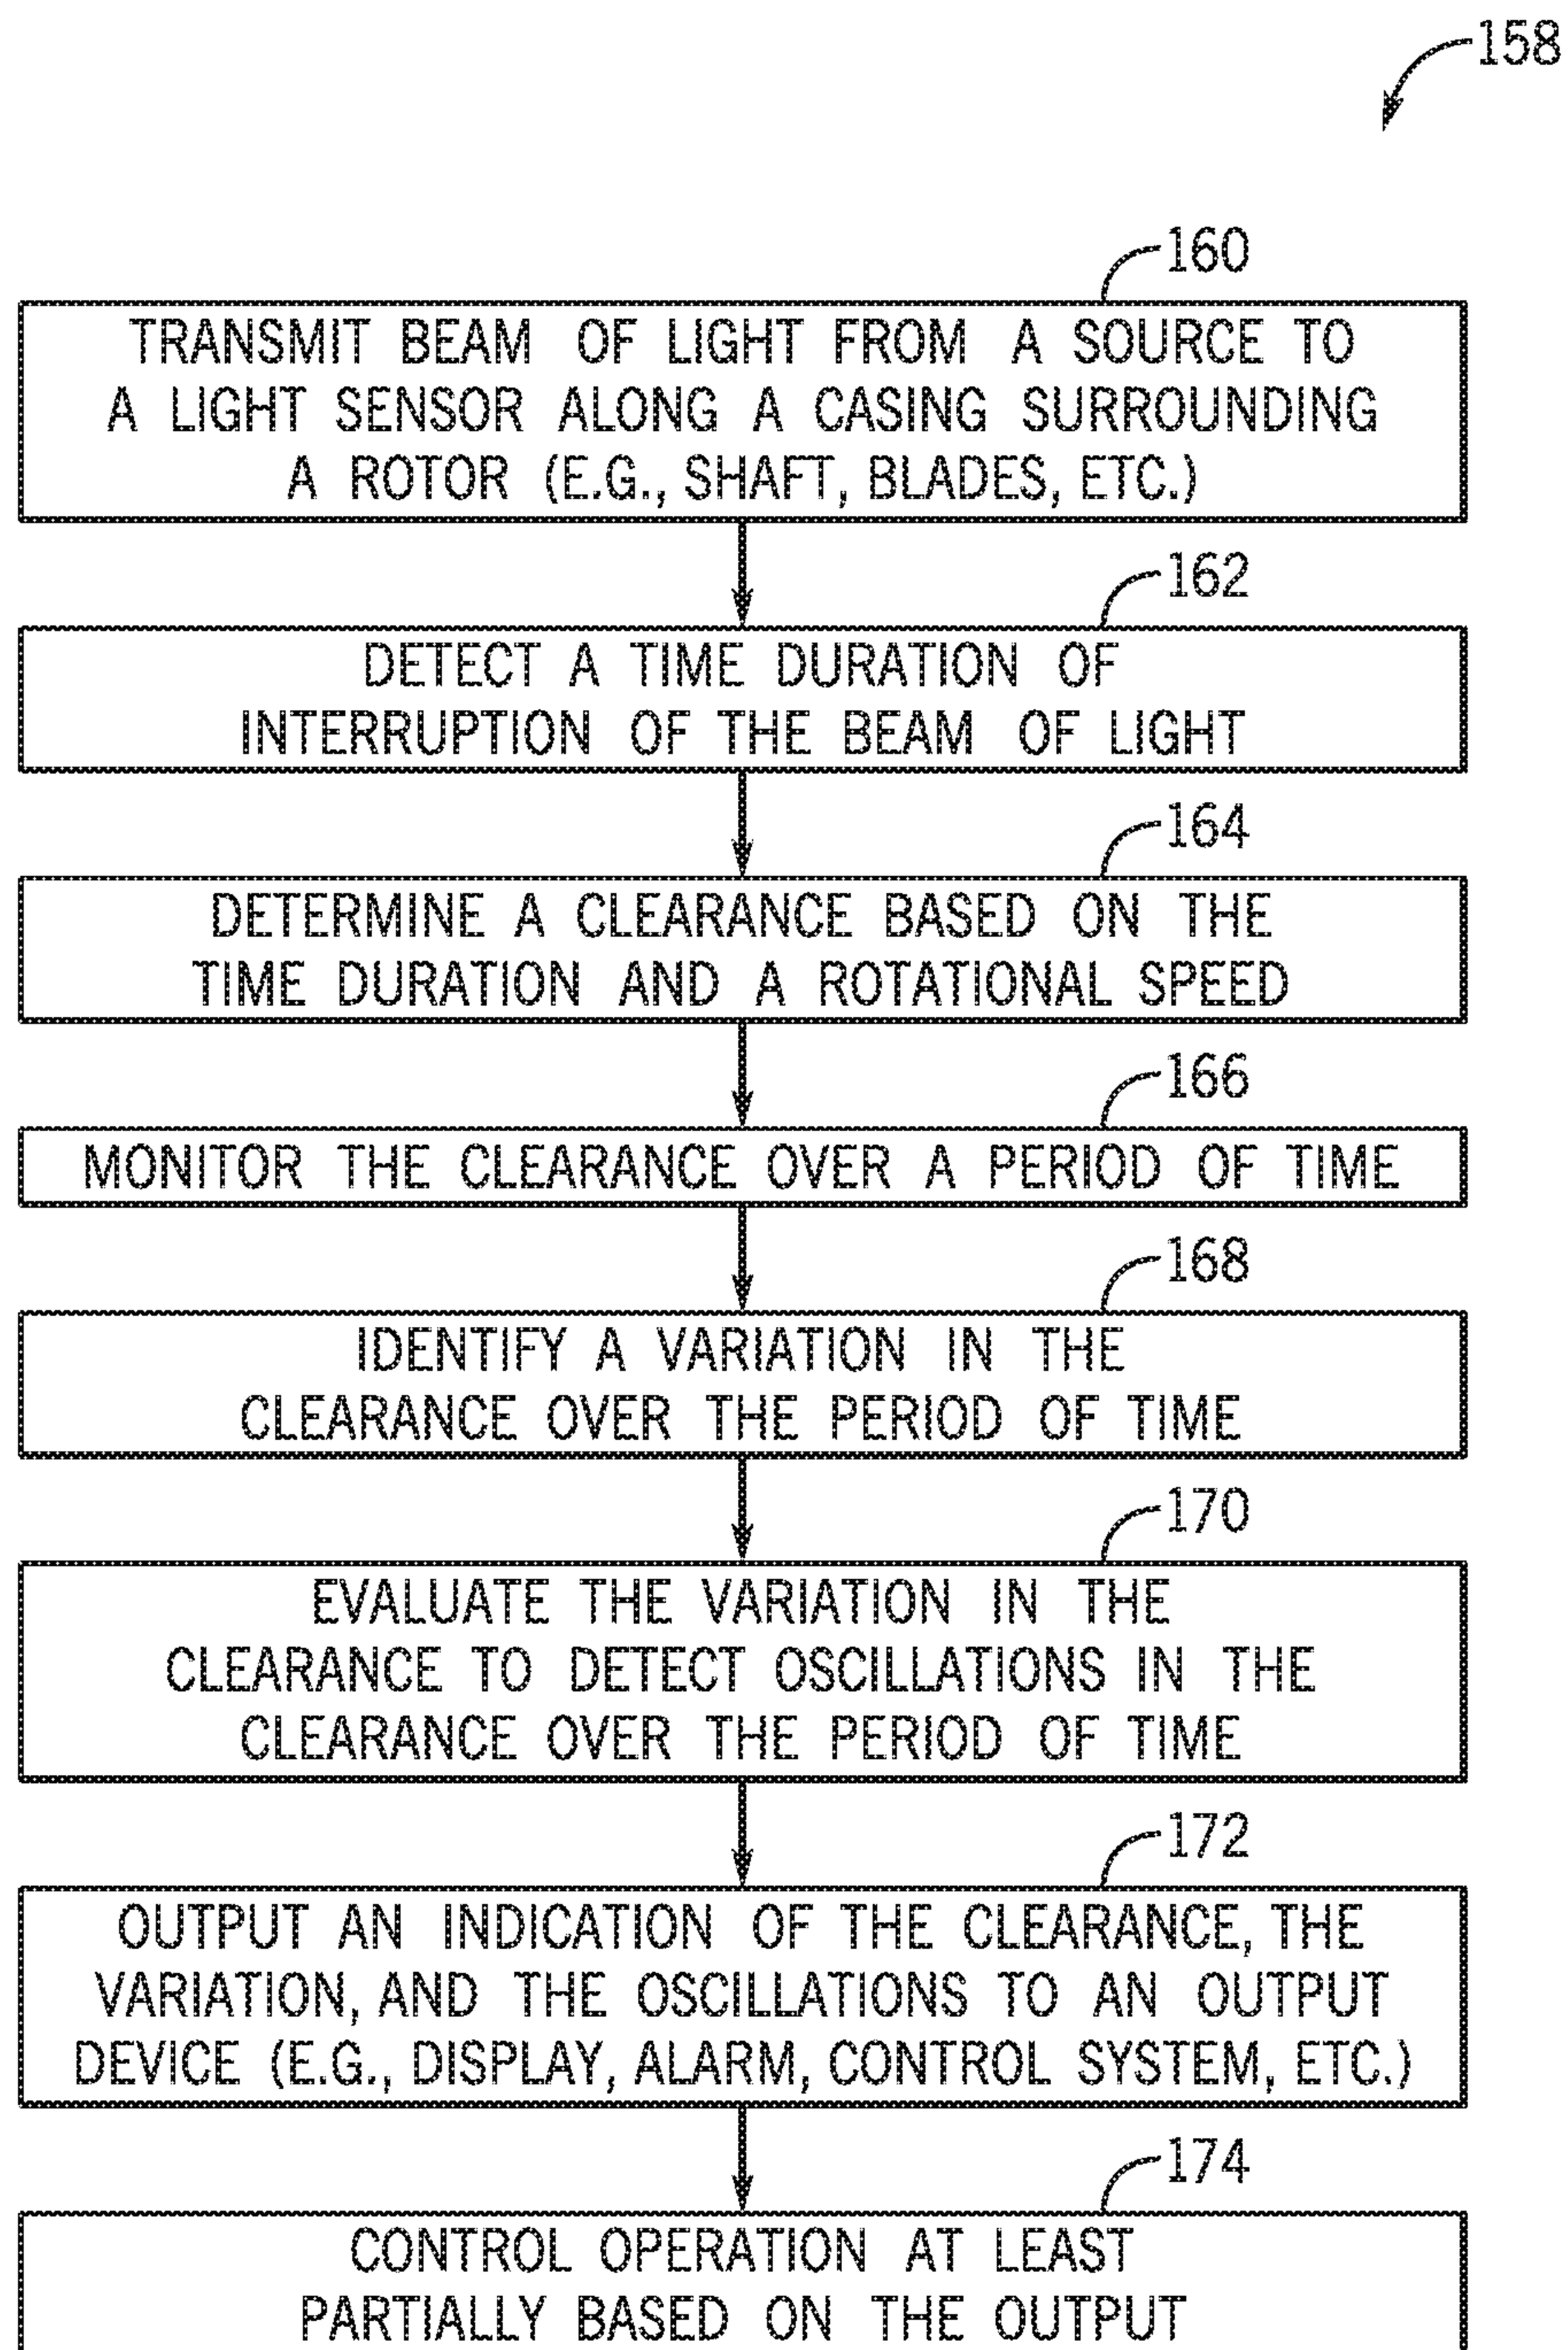 158
160
TRANSMIT BEAM OF LIGHT FROM A SOURCE TO
A LIGHT SENSOR ALONG A CASING SURROUNDING
A ROTOR (E.G., SHAFT, BLADES, ETC.)
162
DETECT A TIME DURATION OF
INTERRUPTION OF THE BEAM OF LIGHT
164
DETERMINE A CLEARANCE BASED ON THE
TIME DURATION AND A ROTATIONAL SPEED
166
MONITOR THE CLEARANCE OVER A PERIOD OF TIME
168
IDENTIFY A VARIATION IN THE
CLEARANCE OVER THE PERIOD OF TIME
170
EVALUATE THE VARIATION IN THE
CLEARANCE TO DETECT OSCILLATIONS IN THE
CLEARANCE OVER THE PERIOD OF TIME
172
OUTPUT AN INDICATION OF THE CLEARANCE, THE
VARIATION, AND THE OSCILLATIONS TO AN OUTPUT
DEVICE (E.G., DISPLAY, ALARM, CONTROL SYSTEM, ETC.)
174
CONTROL OPERATION AT LEAST
PARTIALLY BASED ON THE OUTPUT